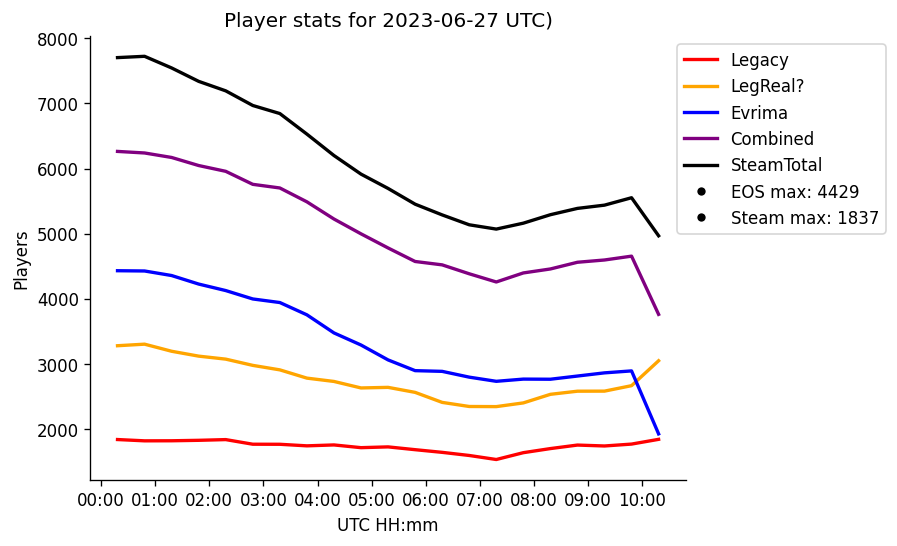 Player stats for 2023-06-27 UTC)
8000
7000
6000
5000
4000
3000
2000
Players
00:00 01:00 02:00 03:00 04:00 05:00 06:00 07:00 08:00 09:00 10:00
UTC HH:mm
Legacy
LegReal?
Evrima
Combined
SteamTotal
EOS max: 4429
Steam max: 1837